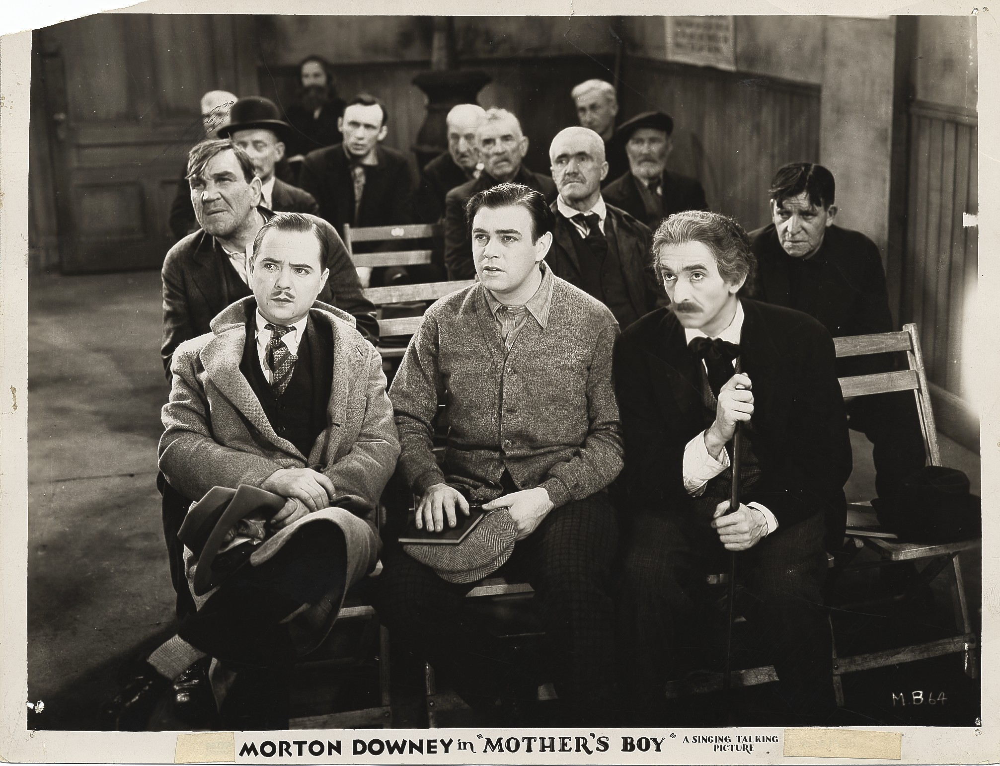 M.B.64
MORTON DOWNEY in "MOTHER'S BOY" A SINGING TALKING
PICTURE